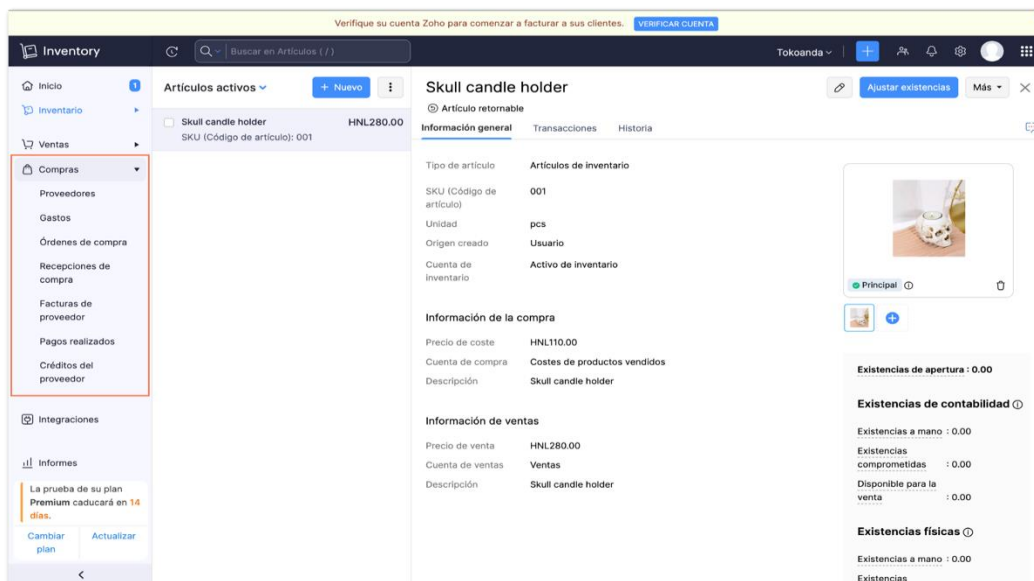 Verifique su cuenta Zoho para comenzar a facturar a sus clientes. VERIFICAR CUENTA
Inventory
Buscar en Artículos ( / )
Tokoanda
Inicio 1
Inventario
Ventas
Compras
Proveedores
Gastos
Órdenes de compra
Recepciones de
compra
Facturas de
proveedor
Pagos realizados
Créditos del
proveedor
Integraciones
Informes
La prueba de su plan
Premium caducará en 14
días.
Cambiar
plan
Actualizar
Artículos activos
+ Nuevo
Skull candle holder HNL280.00
SKU (Código de artículo): 001
Skull candle holder
Ajustar existencias
Más
Artículo retornable
Información general Transacciones Historia
Tipo de artículo Artículos de inventario
SKU (Código de 001
artículo)
Unidad pcs
Origen creado Usuario
Cuenta de Activo de inventario
inventario
Información de la compra
Precio de coste HNL110.00
Cuenta de compra Costes de productos vendidos
Descripción Skull candle holder
Información de ventas
Precio de venta HNL280.00
Cuenta de ventas Ventas
Descripción Skull candle holder
Principal
Existencias de apertura : 0.00
Existencias de contabilidad
Existencias a mano : 0.00
Existencias
comprometidas : 0.00
Disponible para la
venta : 0.00
Existencias físicas
Existencias a mano : 0.00
Existencias